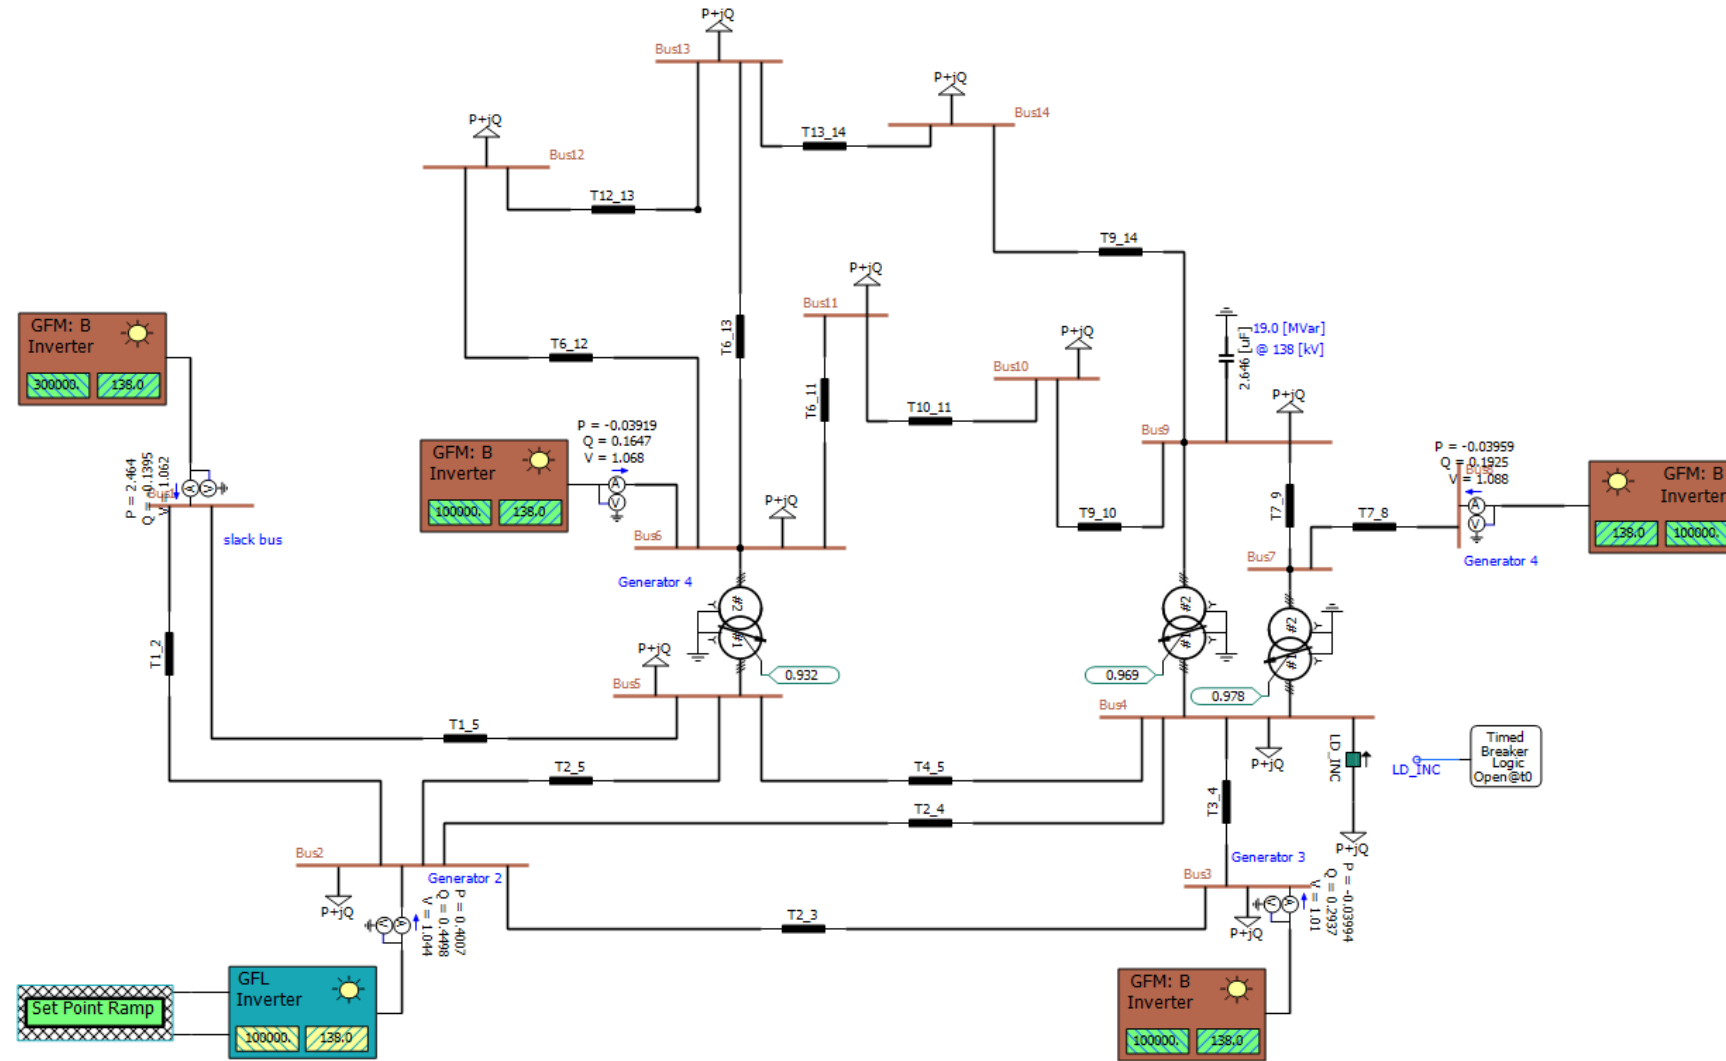 P+jQ
Bus13
P+jQ
Bus14
T13_14
P+jQ
Bus12
T12_13
T9_14
P+jQ
Bus11
GFM: B
Inverter
300000.
138.0
T6_13
T6_12
T6_11
P+jQ
Bus10
T10_11
2.646 [uF]
19.0 [MVar]
@ 138 [kV]
P+jQ
Bus9
P = -0.03919
Q = 0.1647
V = 1.068
GFM: B
Inverter
100000.
138.0
P = -0.03959
Q = 0.1925
V = 1.088
GFM: B
Inverter
138.0
100000.
P = 2.464
Q = -0.1395
V = 1.062
A
V
slack bus
A
V
P+jQ
Bus6
Generator 4
T9_10
T7_9
T7_8
A
V
Bus7
Generator 4
#2
#1
0.932
#2
#1
0.969
#2
#1
0.978
T1_2
P+jQ
Bus5
Bus4
T1_5
T2_5
T4_5
T2_4
T3_4
P+jQ
LD_INC
P+jQ
LD_INC
Timed
Breaker
Logic
Open@t0
Bus2
Generator 2
P+jQ
V
A
P = 0.4007
Q = 0.4498
V = 1.044
T2_3
Generator 3
Bus3
P+jQ
V
A
P = -0.03994
Q = 0.2937
V = 1.01
Set Point Ramp
GFL
Inverter
100000.
138.0
GFM: B
Inverter
100000.
138.0